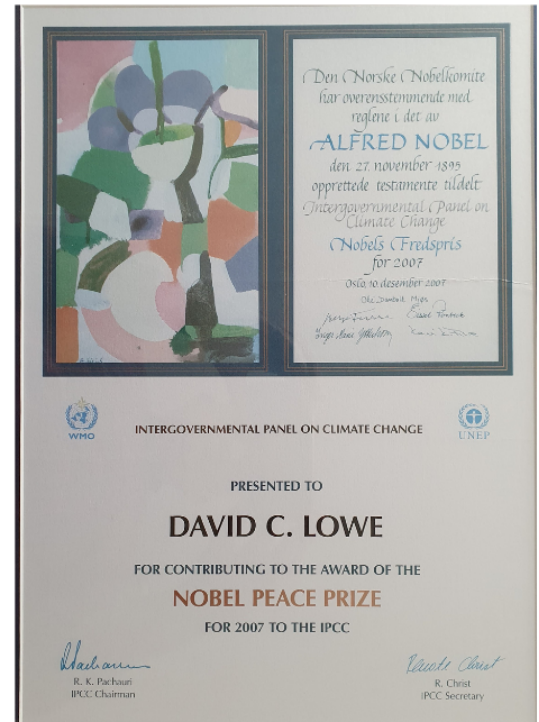 Den Norske Nobelkomite
har overensstemmende med
reglene i det av
ALFRED NOBEL
den 27. november 1895
opprettede testamente tildelt
Intergovernmental Panel on
Climate Change
Nobels Fredspris
for 2007
Oslo, 10 desember 2007
WMO
INTERGOVERNMENTAL PANEL ON CLIMATE CHANGE
UNEP
PRESENTED TO
DAVID C. LOWE
FOR CONTRIBUTING TO THE AWARD OF THE
NOBEL PEACE PRIZE
FOR 2007 TO THE IPCC
R. K. Pachauri
IPCC Chairman
R. Christ
IPCC Secretary